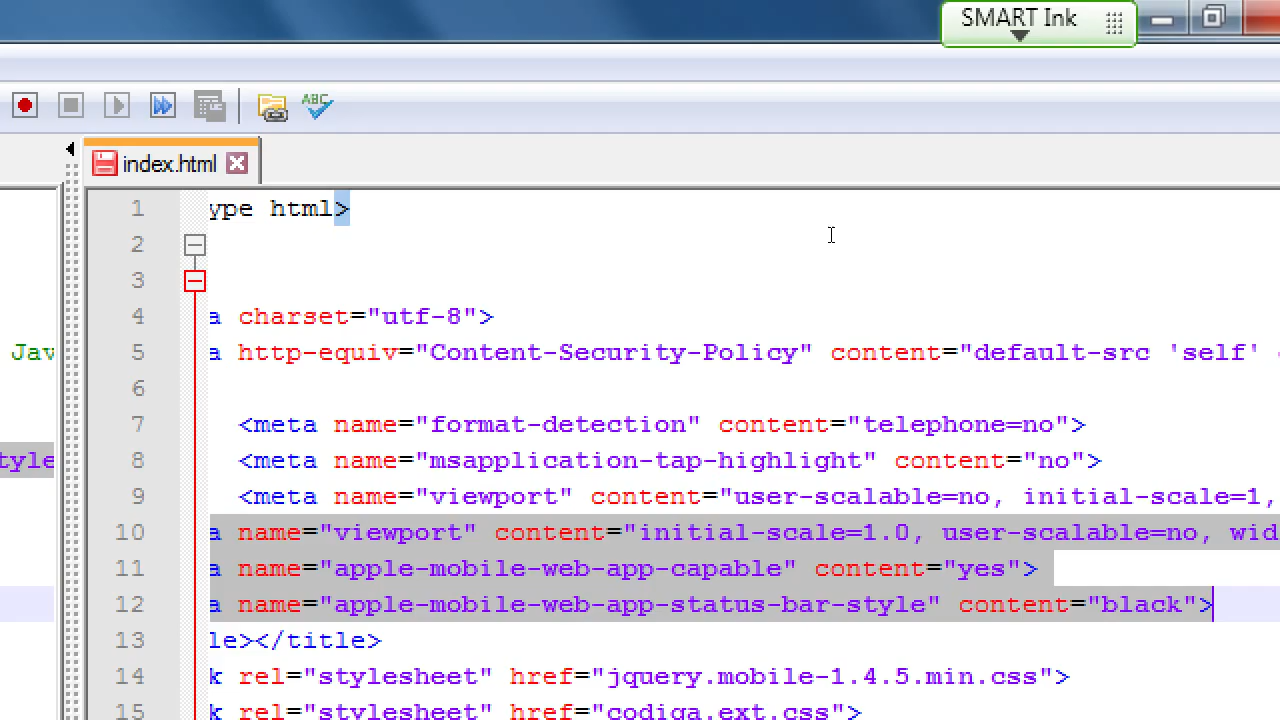 SMART Ink
ABC
index.html
1 ype html>
2
3
4 a charset="utf-8">
Jav
5 a http-equiv="Content-Security-Policy" content="default-src 'self'
6
7 <meta name="format-detection" content="telephone=no">
tyle
8 <meta name="msapplication-tap-highlight" content="no">
9 <meta name="viewport" content="user-scalable=no, initial-scale=1,
10 a name="viewport" content="initial-scale=1.0, user-scalable=no, wid
11 a name="apple-mobile-web-app-capable" content="yes">
12 a name="apple-mobile-web-app-status-bar-style" content="black">
13 le></title>
14 k rel="stylesheet" href="jquery.mobile-1.4.5.min.css">
15 k rel="stylesheet" href="codiqa.ext.css">